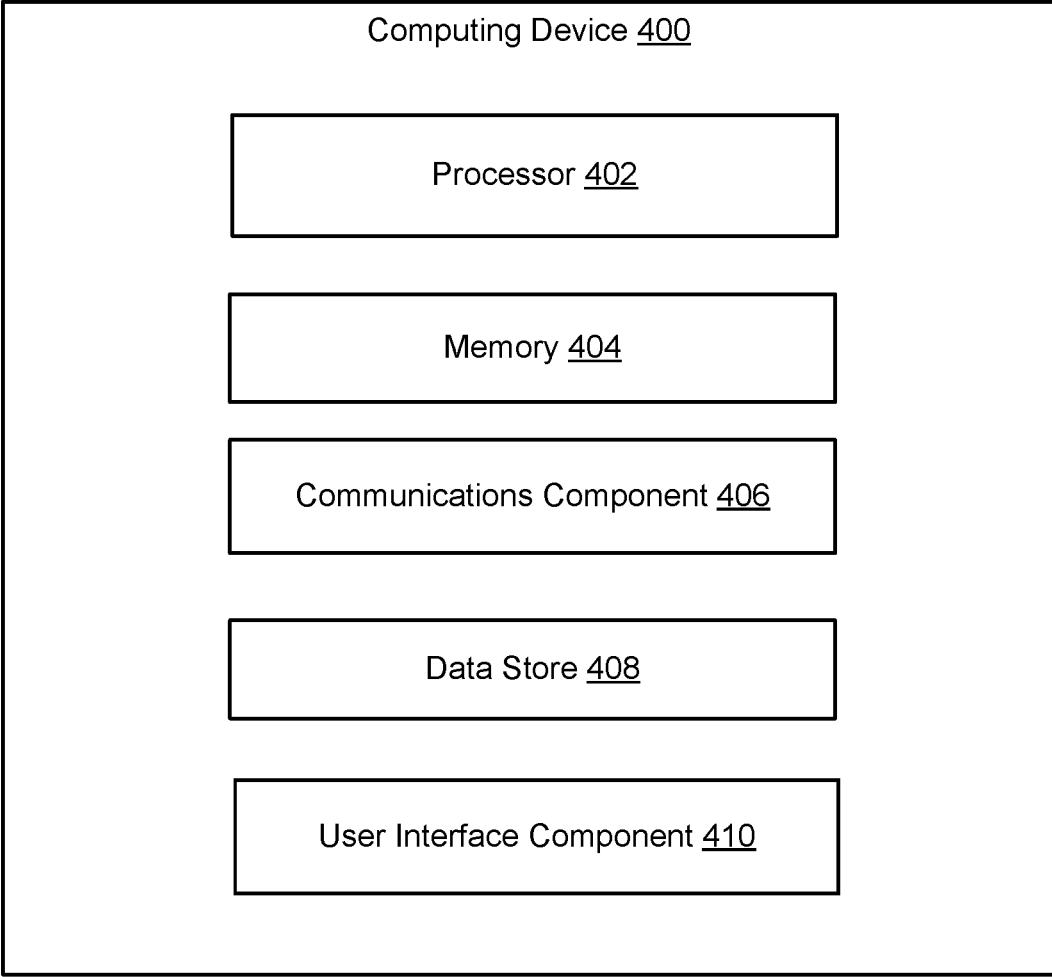 Computing Device 400
Processor 402
Memory 404
Communications Component 406
Data Store 408
User Interface Component 410